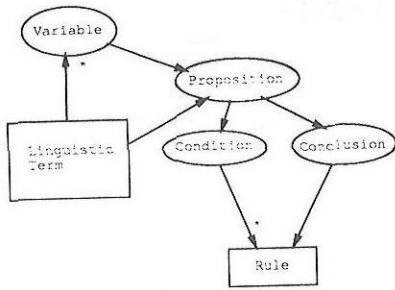 Variable
*
Proposition
Linguistic
Term
Condition
Conclusion
*
Rule